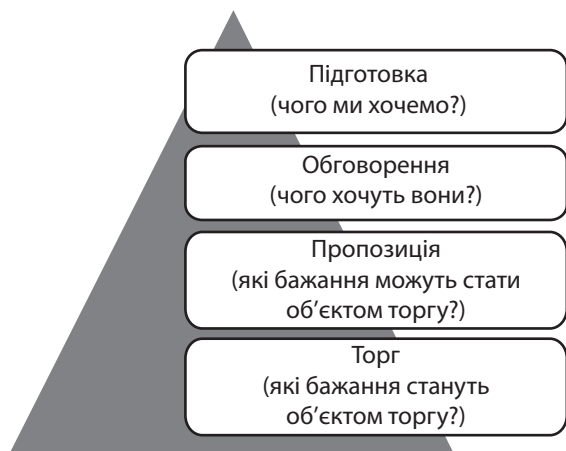 Підготовка
(чого ми хочемо?)
Обговорення
(чого хочуть вони?)
Пропозиція
(які бажання можуть стати
об’єктом торгу?)
Торг
(які бажання стануть
об’єктом торгу?)